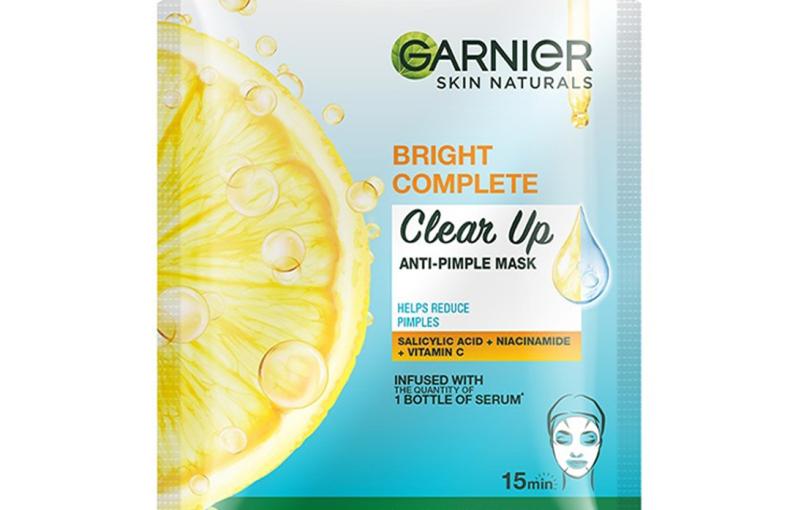 GARNIER
SKIN NATURALS
BRIGHT
COMPLETE
Clear Up
ANTI-PIMPLE MASK
HELPS REDUCE
PIMPLES
SALICYLIC ACID + NIACINAMIDE
+ VITAMIN C
INFUSED WITH
THE QUANTITY OF
1 BOTTLE OF SERUM*
15min